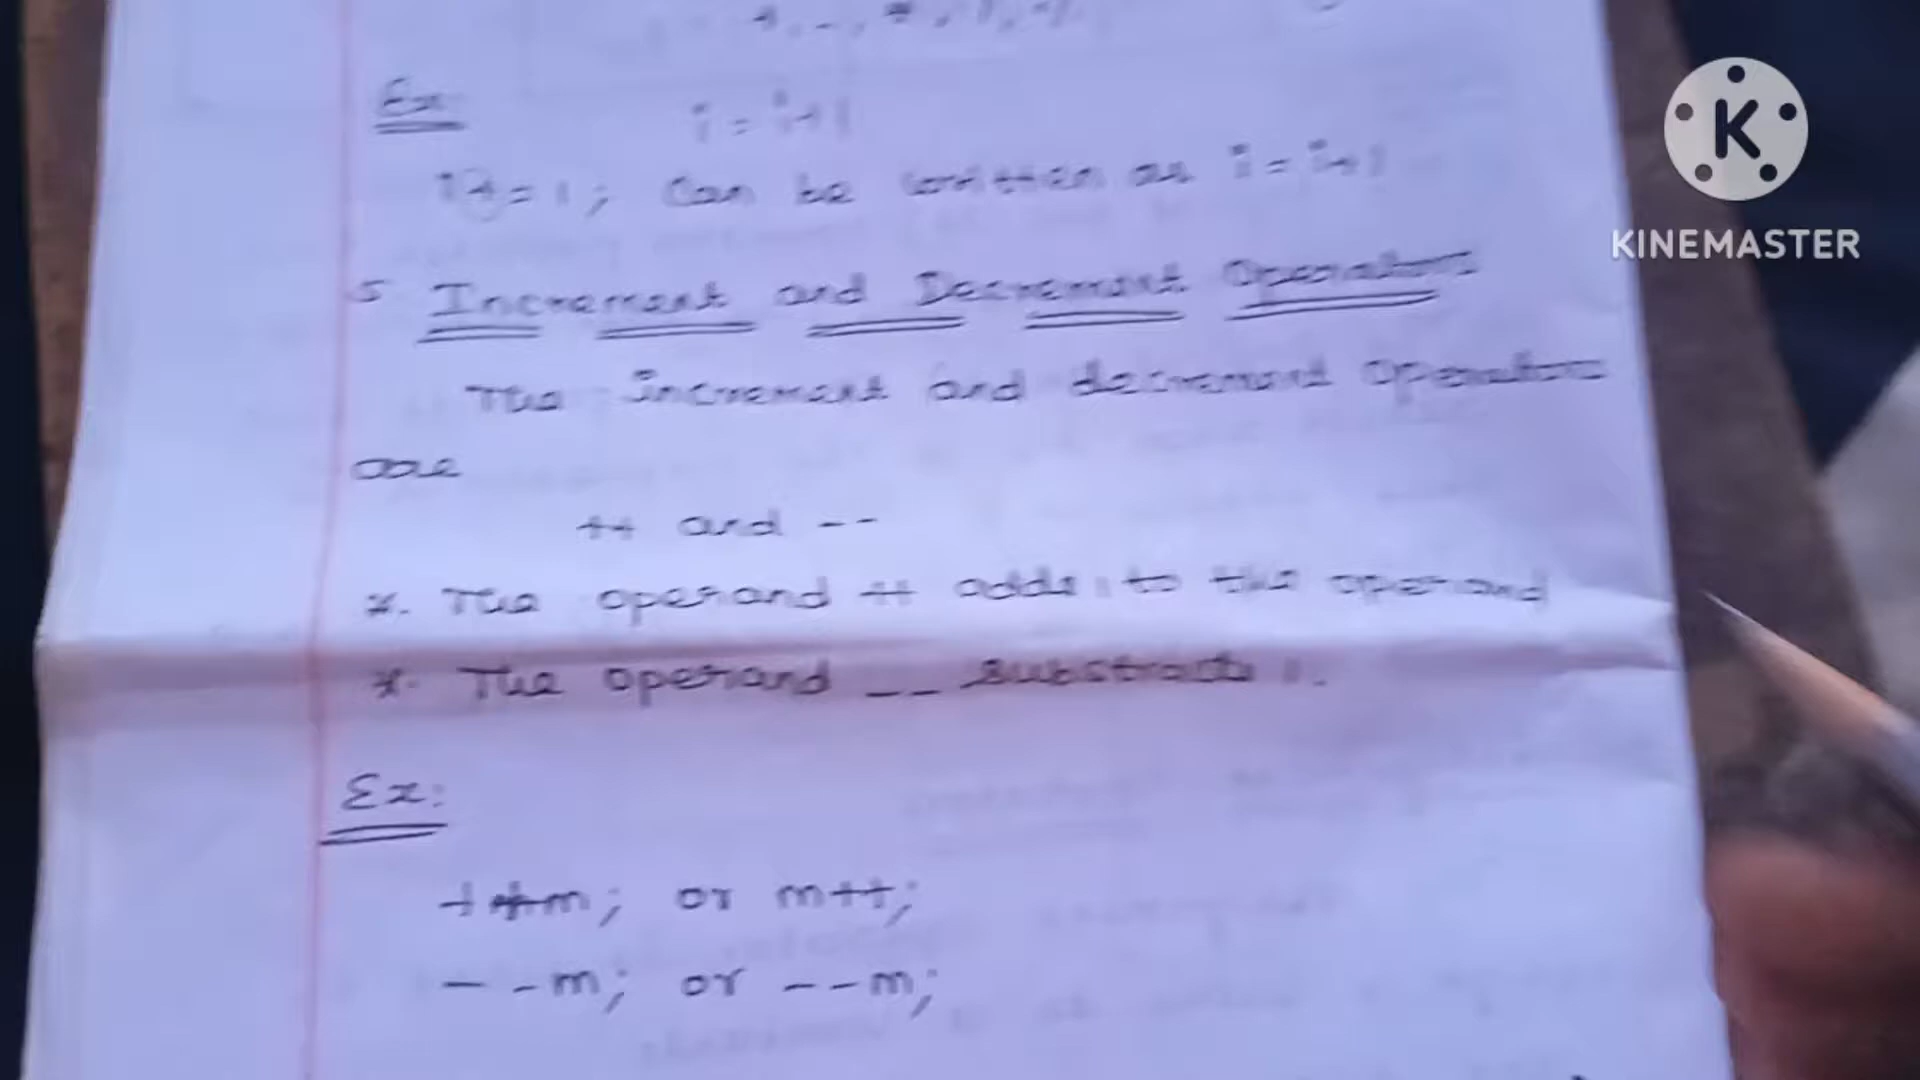 +, -, *, /, %
Ex:
i = i+1
i+=1; Can be written as i = i+1
5 Increment and Decrement Operators
The increment and decrement operators
are
++ and --
*. The operand ++ adds 1 to the operand
*. The operand -- substracts 1.
Ex:
++m; or m++;
--m; or --m;
K
KINEMASTER